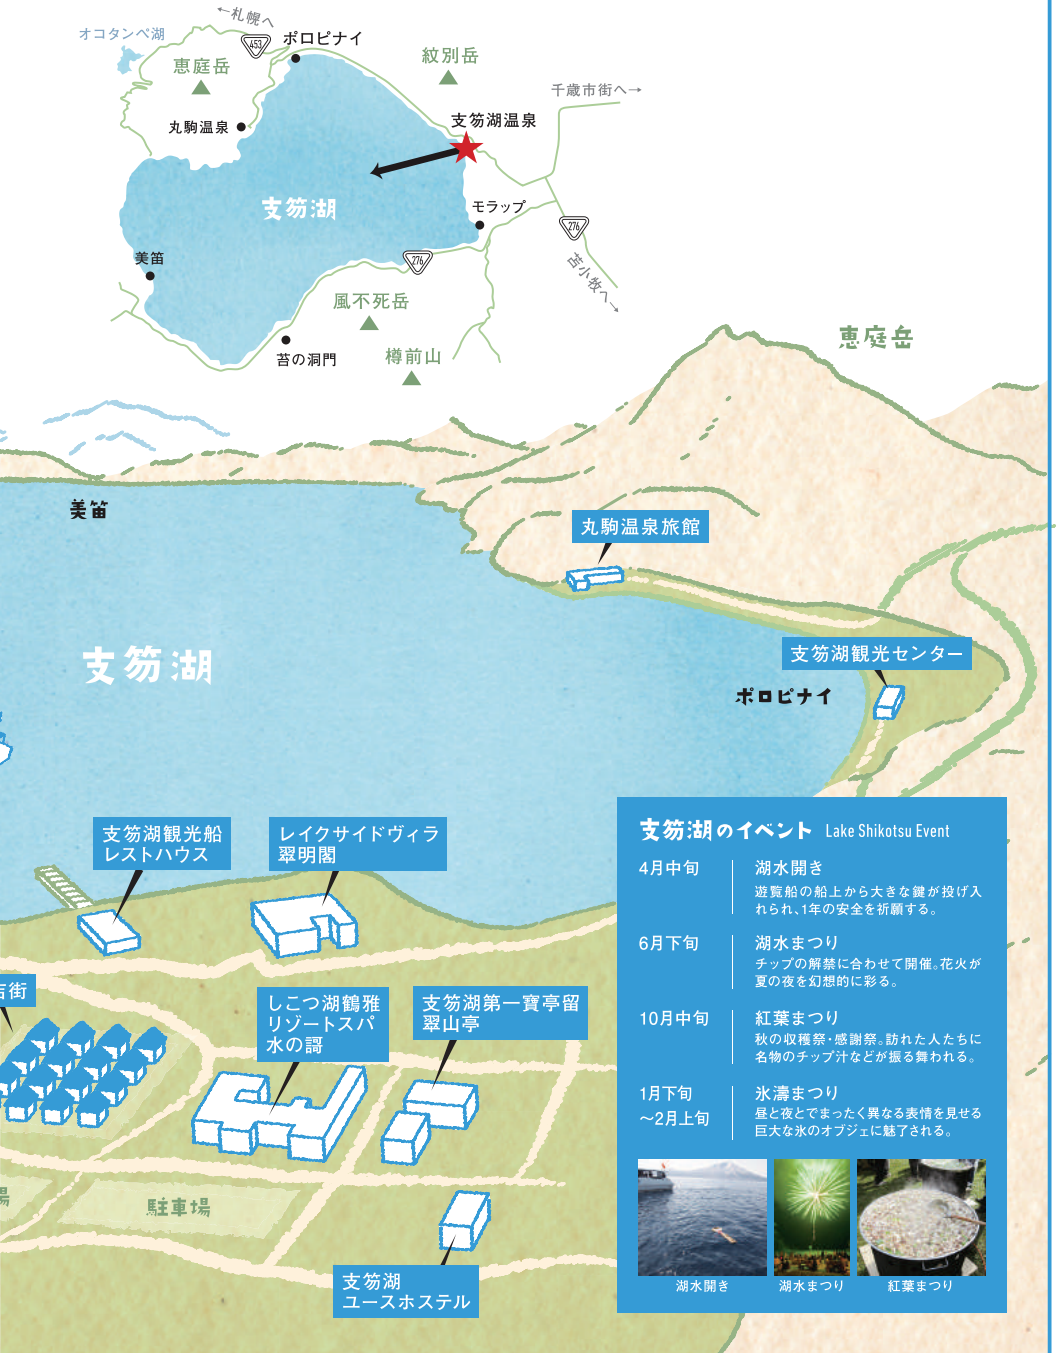 ←札幌へ
オコタンペ湖
453
ポロピナイ
恵庭岳
紋別岳
千歳市街へ→
丸駒温泉
支笏湖温泉
支笏湖
モラップ
276
美笛
276
苫小牧へ→
風不死岳
苔の洞門
樽前山
恵庭岳
美笛
丸駒温泉旅館
支笏湖
支笏湖観光センター
ポロピナイ
支笏湖観光船
レストハウス
レイクサイドヴィラ
翠明閣
街
しこつ湖鶴雅
リゾートスパ
水の謌
支笏湖第一寶亭留
翠山亭
場
駐車場
支笏湖
ユースホステル
支笏湖のイベント Lake Shikotsu Event
4月中旬
湖水開き
遊覧船の船上から大きな鍵が投げ入
れられ、1年の安全を祈願する。
6月下旬
湖水まつり
チップの解禁に合わせて開催。花火が
夏の夜を幻想的に彩る。
10月中旬
紅葉まつり
秋の収穫祭・感謝祭。訪れた人たちに
名物のチップ汁などが振る舞われる。
1月下旬
～2月上旬
氷濤まつり
昼と夜とでまったく異なる表情を見せる
巨大な氷のオブジェに魅了される。
湖水開き
湖水まつり
紅葉まつり